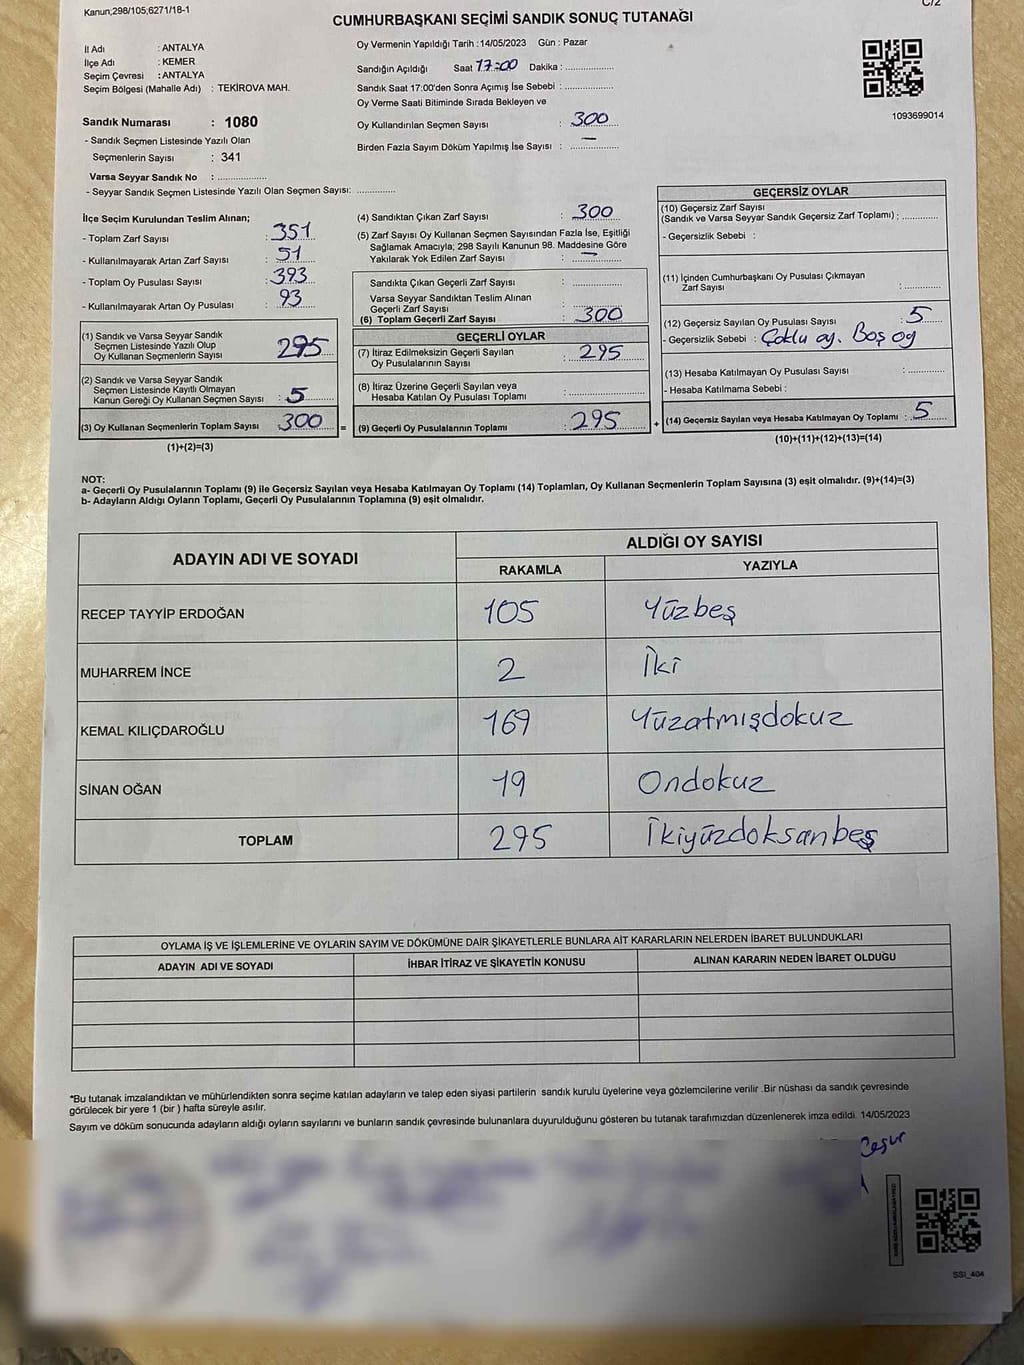 Kanun;298/105;6271/18-1
C/2
CUMHURBAŞKANI SEÇİMİ SANDIK SONUÇ TUTANAĞI
İl Adı : ANTALYA
İlçe Adı : KEMER
Seçim Çevresi : ANTALYA
Seçim Bölgesi (Mahalle Adı) : TEKİROVA MAH.
Sandık Numarası : 1080
- Sandık Seçmen Listesinde Yazılı Olan
Seçmenlerin Sayısı : 341
Varsa Seyyar Sandık No : ................
- Seyyar Sandık Seçmen Listesinde Yazılı Olan Seçmen Sayısı: ............
Oy Vermenin Yapıldığı Tarih : 14/05/2023 Gün : Pazar
Sandığın Açıldığı Saat 17:00 Dakika : ................
Sandık Saat 17:00'den Sonra Açımış İse Sebebi : ................
Oy Verme Saati Bitiminde Sırada Bekleyen ve
Oy Kullandırılan Seçmen Sayısı : 300
Birden Fazla Sayım Döküm Yapılmış İse Sayısı : —
1093699014
İlçe Seçim Kurulundan Teslim Alınan;
- Toplam Zarf Sayısı : 351
- Kullanılmayarak Artan Zarf Sayısı : 51
- Toplam Oy Pusulası Sayısı : 393
- Kullanılmayarak Artan Oy Pusulası : 93
(1) Sandık ve Varsa Seyyar Sandık
Seçmen Listesinde Yazılı Olup
Oy Kullanan Seçmenlerin Sayısı 295
(2) Sandık ve Varsa Seyyar Sandık
Seçmen Listesinde Kayıtlı Olmayan
Kanun Gereği Oy Kullanan Seçmen Sayısı : 5
(3) Oy Kullanan Seçmenlerin Toplam Sayısı 300 =
(1)+(2)=(3)
(4) Sandıktan Çıkan Zarf Sayısı : 300
(5) Zarf Sayısı Oy Kullanan Seçmen Sayısından Fazla İse, Eşitliği
Sağlamak Amacıyla; 298 Sayılı Kanunun 98. Maddesine Göre
Yakılarak Yok Edilen Zarf Sayısı : —
Sandıkta Çıkan Geçerli Zarf Sayısı : ................
Varsa Seyyar Sandıktan Teslim Alınan
Geçerli Zarf Sayısı : ................
(6) Toplam Geçerli Zarf Sayısı : 300
GEÇERLİ OYLAR
(7) İtiraz Edilmeksizin Geçerli Sayılan
Oy Pusulalarının Sayısı : 295
(8) İtiraz Üzerine Geçerli Sayılan veya
Hesaba Katılan Oy Pusulası Toplamı : ................
(9) Geçerli Oy Pusulalarının Toplamı : 295 +
GEÇERSİZ OYLAR
(10) Geçersiz Zarf Sayısı
(Sandık ve Varsa Seyyar Sandık Geçersiz Zarf Toplamı) : ............
- Geçersizlik Sebebi :
(11) İçinden Cumhurbaşkanı Oy Pusulası Çıkmayan
Zarf Sayısı : ............
(12) Geçersiz Sayılan Oy Pusulası Sayısı : 5
- Geçersizlik Sebebi : Çoklu oy. Boş oy
(13) Hesaba Katılmayan Oy Pusulası Sayısı : ............
- Hesaba Katılmama Sebebi :
(14) Geçersiz Sayılan veya Hesaba Katılmayan Oy Toplamı : 5
(10)+(11)+(12)+(13)=(14)
NOT:
a- Geçerli Oy Pusulalarının Toplamı (9) ile Geçersiz Sayılan veya Hesaba Katılmayan Oy Toplamı (14) Toplamları, Oy Kullanan Seçmenlerin Toplam Sayısına (3) eşit olmalıdır. (9)+(14)=(3)
b- Adayların Aldığı Oyların Toplamı, Geçerli Oy Pusulalarının Toplamına (9) eşit olmalıdır.
ADAYIN ADI VE SOYADI
ALDIĞI OY SAYISI
RAKAMLA YAZIYLA
RECEP TAYYİP ERDOĞAN 105 Yüzbeş
MUHARREM İNCE 2 İki
KEMAL KILIÇDAROĞLU 169 Yüzatmışdokuz
SİNAN OĞAN 19 Ondokuz
TOPLAM 295 İkiyüzdoksanbeş
OYLAMA İŞ VE İŞLEMLERİNE VE OYLARIN SAYIM VE DÖKÜMÜNE DAİR ŞİKAYETLERLE BUNLARA AİT KARARLARIN NELERDEN İBARET BULUNDUKLARI
ADAYIN ADI VE SOYADI İHBAR İTİRAZ VE ŞİKAYETİN KONUSU ALINAN KARARIN NEDEN İBARET OLDUĞU
*Bu tutanak imzalandıktan ve mühürlendikten sonra seçime katılan adayların ve talep eden siyasi partilerin sandık kurulu üyelerine veya gözlemcilerine verilir .Bir nüshası da sandık çevresinde
görülecek bir yere 1 (bir ) hafta süreyle asılır.
Sayım ve döküm sonucunda adayların aldığı oyların sayılarını ve bunların sandık çevresinde bulunanlara duyurulduğunu gösteren bu tutanak tarafımızdan düzenlenerek imza edildi. 14/05/2023
SSI_404